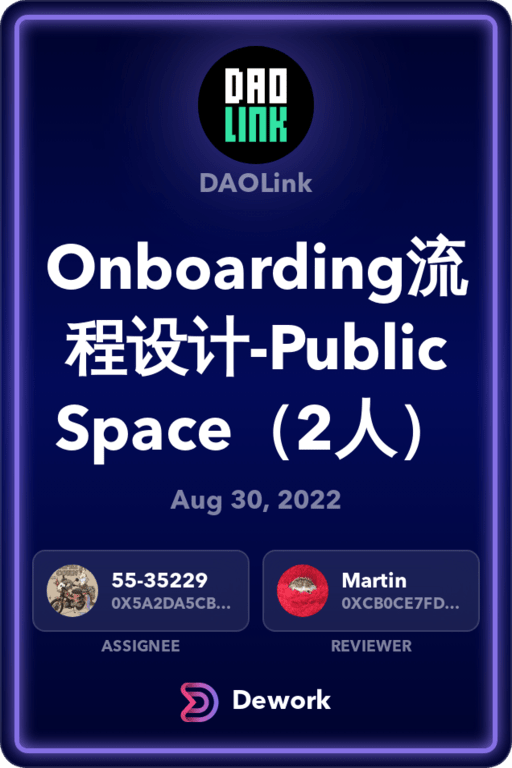 DAO
LINK
DAOLink
Onboarding流
程设计-Public
Space（2人）
Aug 30, 2022
55-35229
0X5A2DA5CB...
ASSIGNEE
Martin
0XCB0CE7FD...
REVIEWER
Dework